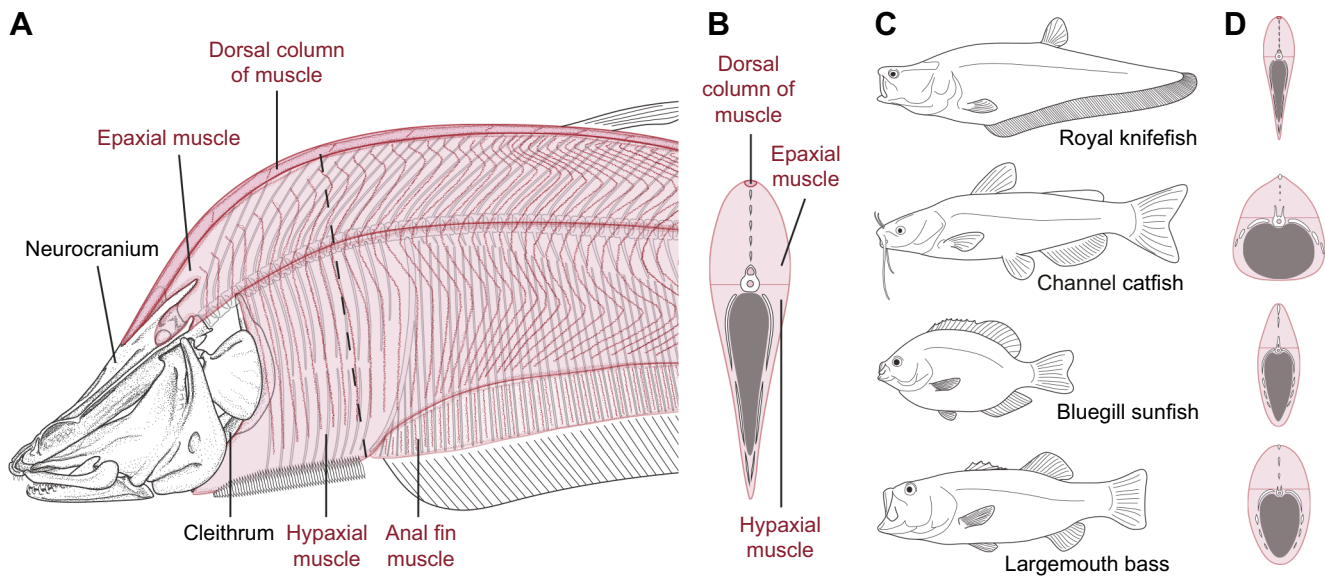 A
Dorsal column
of muscle
Epaxial muscle
Neurocranium
Cleithrum
Hypaxial
muscle
Anal fin
muscle
B
Dorsal
column of
muscle
Epaxial
muscle
Hypaxial
muscle
C
Royal knifefish
Channel catfish
Bluegill sunfish
Largemouth bass
D